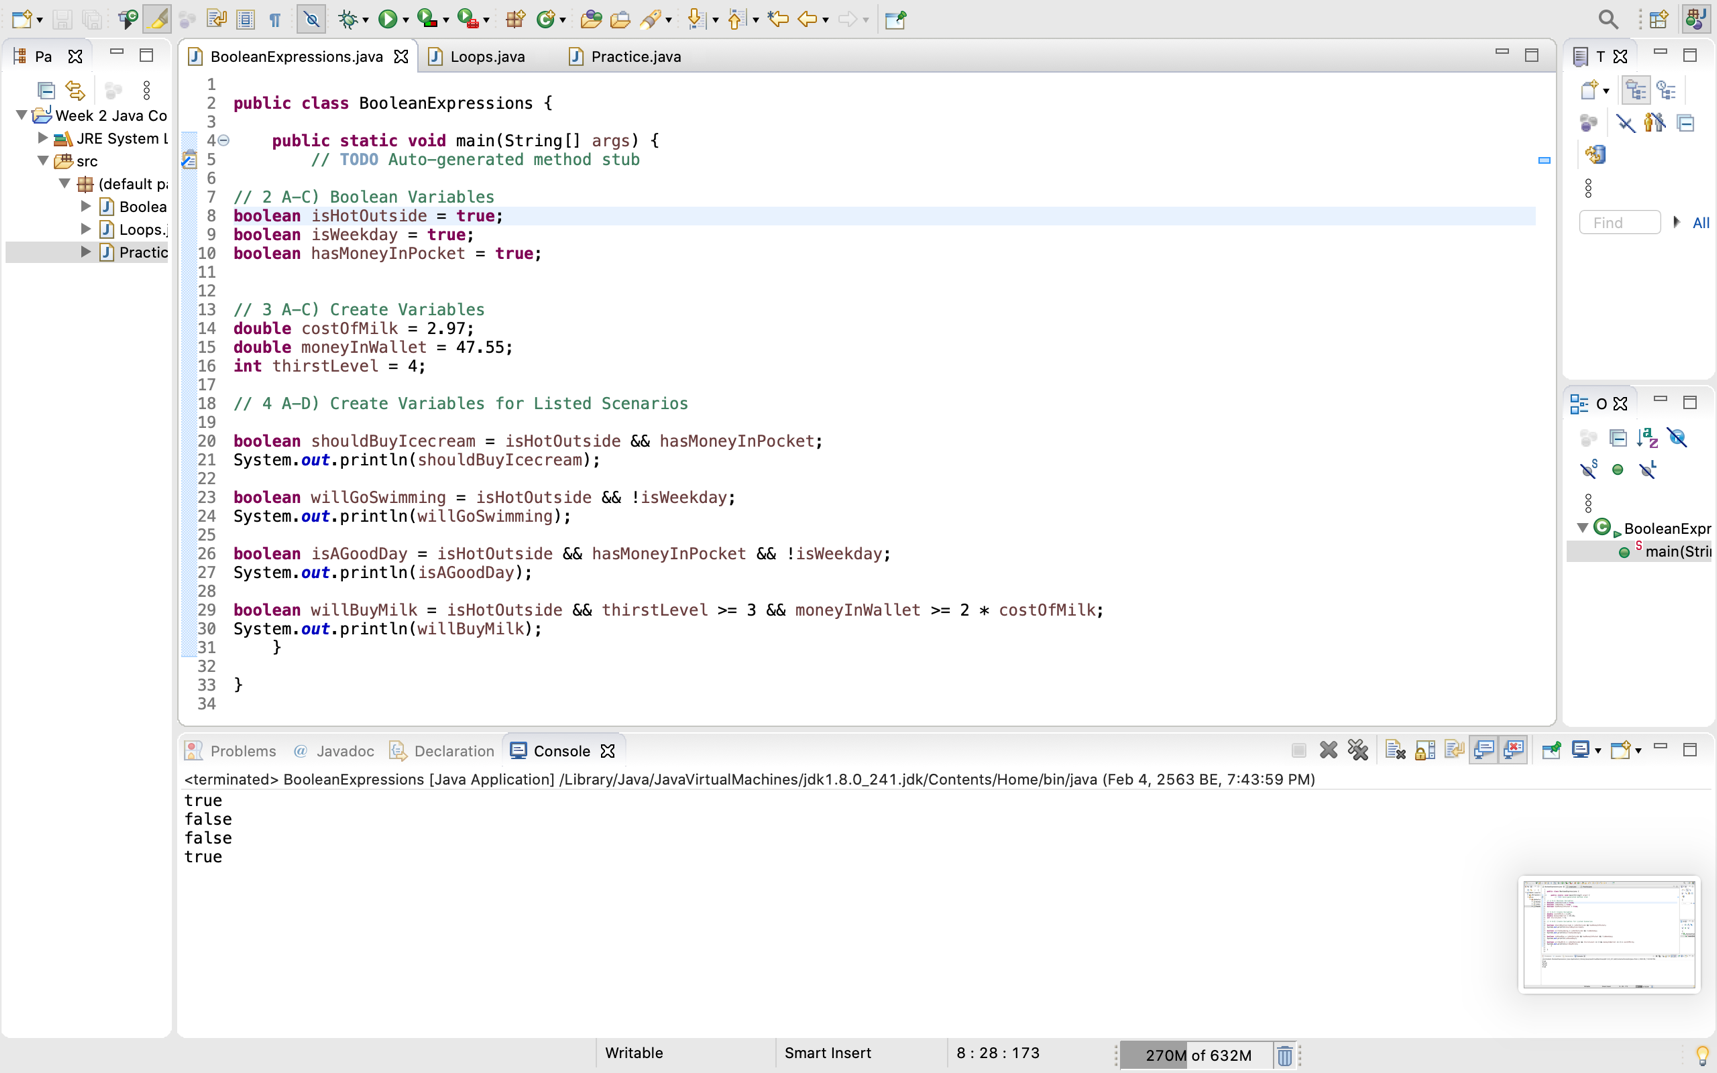 Pa
BooleanExpressions.java
Loops.java
Practice.java
T
Week 2 Java Co
JRE System L
src
(default pa
Boolea
Loops.j
Practic
1
2 public class BooleanExpressions {
3
4 public static void main(String[] args) {
5 // TODO Auto-generated method stub
6
7 // 2 A-C) Boolean Variables
8 boolean isHotOutside = true;
9 boolean isWeekday = true;
10 boolean hasMoneyInPocket = true;
11
12
13 // 3 A-C) Create Variables
14 double costOfMilk = 2.97;
15 double moneyInWallet = 47.55;
16 int thirstLevel = 4;
17
18 // 4 A-D) Create Variables for Listed Scenarios
19
20 boolean shouldBuyIcecream = isHotOutside && hasMoneyInPocket;
21 System.out.println(shouldBuyIcecream);
22
23 boolean willGoSwimming = isHotOutside && !isWeekday;
24 System.out.println(willGoSwimming);
25
26 boolean isAGoodDay = isHotOutside && hasMoneyInPocket && !isWeekday;
27 System.out.println(isAGoodDay);
28
29 boolean willBuyMilk = isHotOutside && thirstLevel >= 3 && moneyInWallet >= 2 * costOfMilk;
30 System.out.println(willBuyMilk);
31 }
32
33 }
34
Find
All
O
BooleanExpr
main(Stri
Problems @ Javadoc Declaration Console
<terminated> BooleanExpressions [Java Application] /Library/Java/JavaVirtualMachines/jdk1.8.0_241.jdk/Contents/Home/bin/java (Feb 4, 2563 BE, 7:43:59 PM)
true
false
false
true
Writable Smart Insert 8 : 28 : 173 270M of 632M